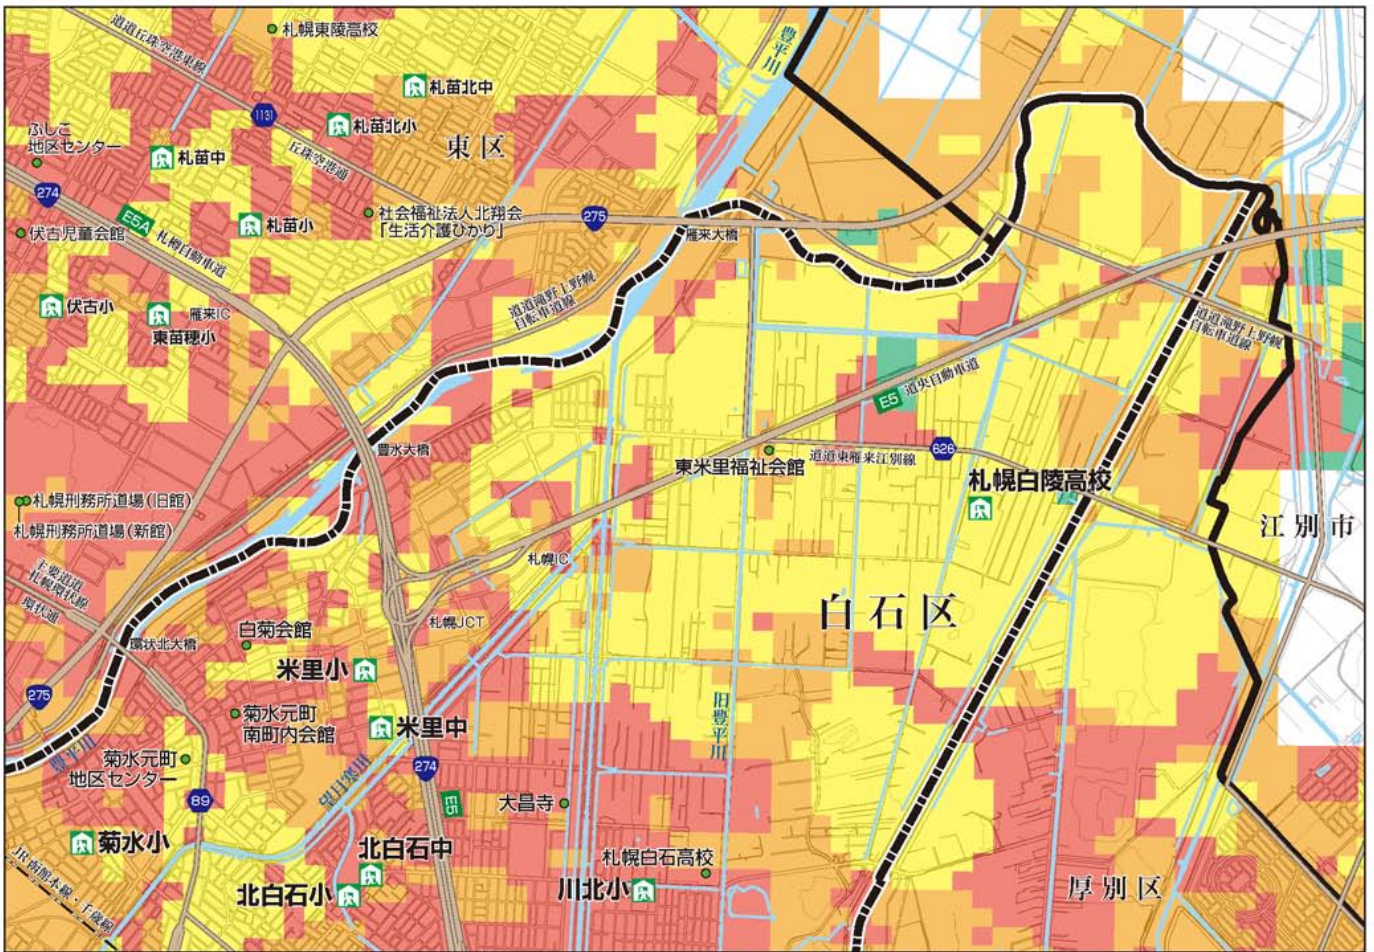 道道丘珠空港東線
札幌東陵高校
豊平川
札苗北中
1131
札苗北小
東区
ふしこ
地区センター
札苗中
丘珠空港通
274
E5A
札樽自動車道
札苗小
社会福祉法人北翔会
「生活介護ひかり」
275
雁来大橋
伏古児童会館
伏古小
東苗穂小
雁来IC
道道滝野上野幌
自転車道線
道道滝野上野幌
自転車道線
E5
道央自動車道
豊水大橋
東米里福祉会館
道道東雁来江別線
626
札幌白陵高校
札幌刑務所道場(旧館)
札幌刑務所道場(新館)
江別市
主要道道
札幌環状線
環状通
札幌IC
白石区
札幌JCT
環状北大橋
白菊会館
米里小
275
菊水元町
南町内会館
米里中
旧豊平川
豊平川
菊水元町
地区センター
274
月寒川
89
E5
大昌寺
菊水小
北白石中
札幌白石高校
JR函館本線・千歳線
北白石小
川北小
厚別区